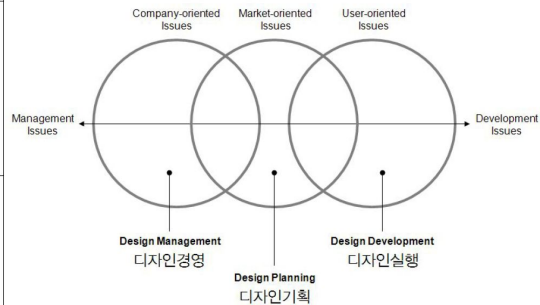 Company-oriented
Issues
Market-oriented
Issues
User-oriented
Issues
Management
Issues
Development
Issues
Design Management
디자인경영
Design Development
디자인실행
Design Planning
디자인기획